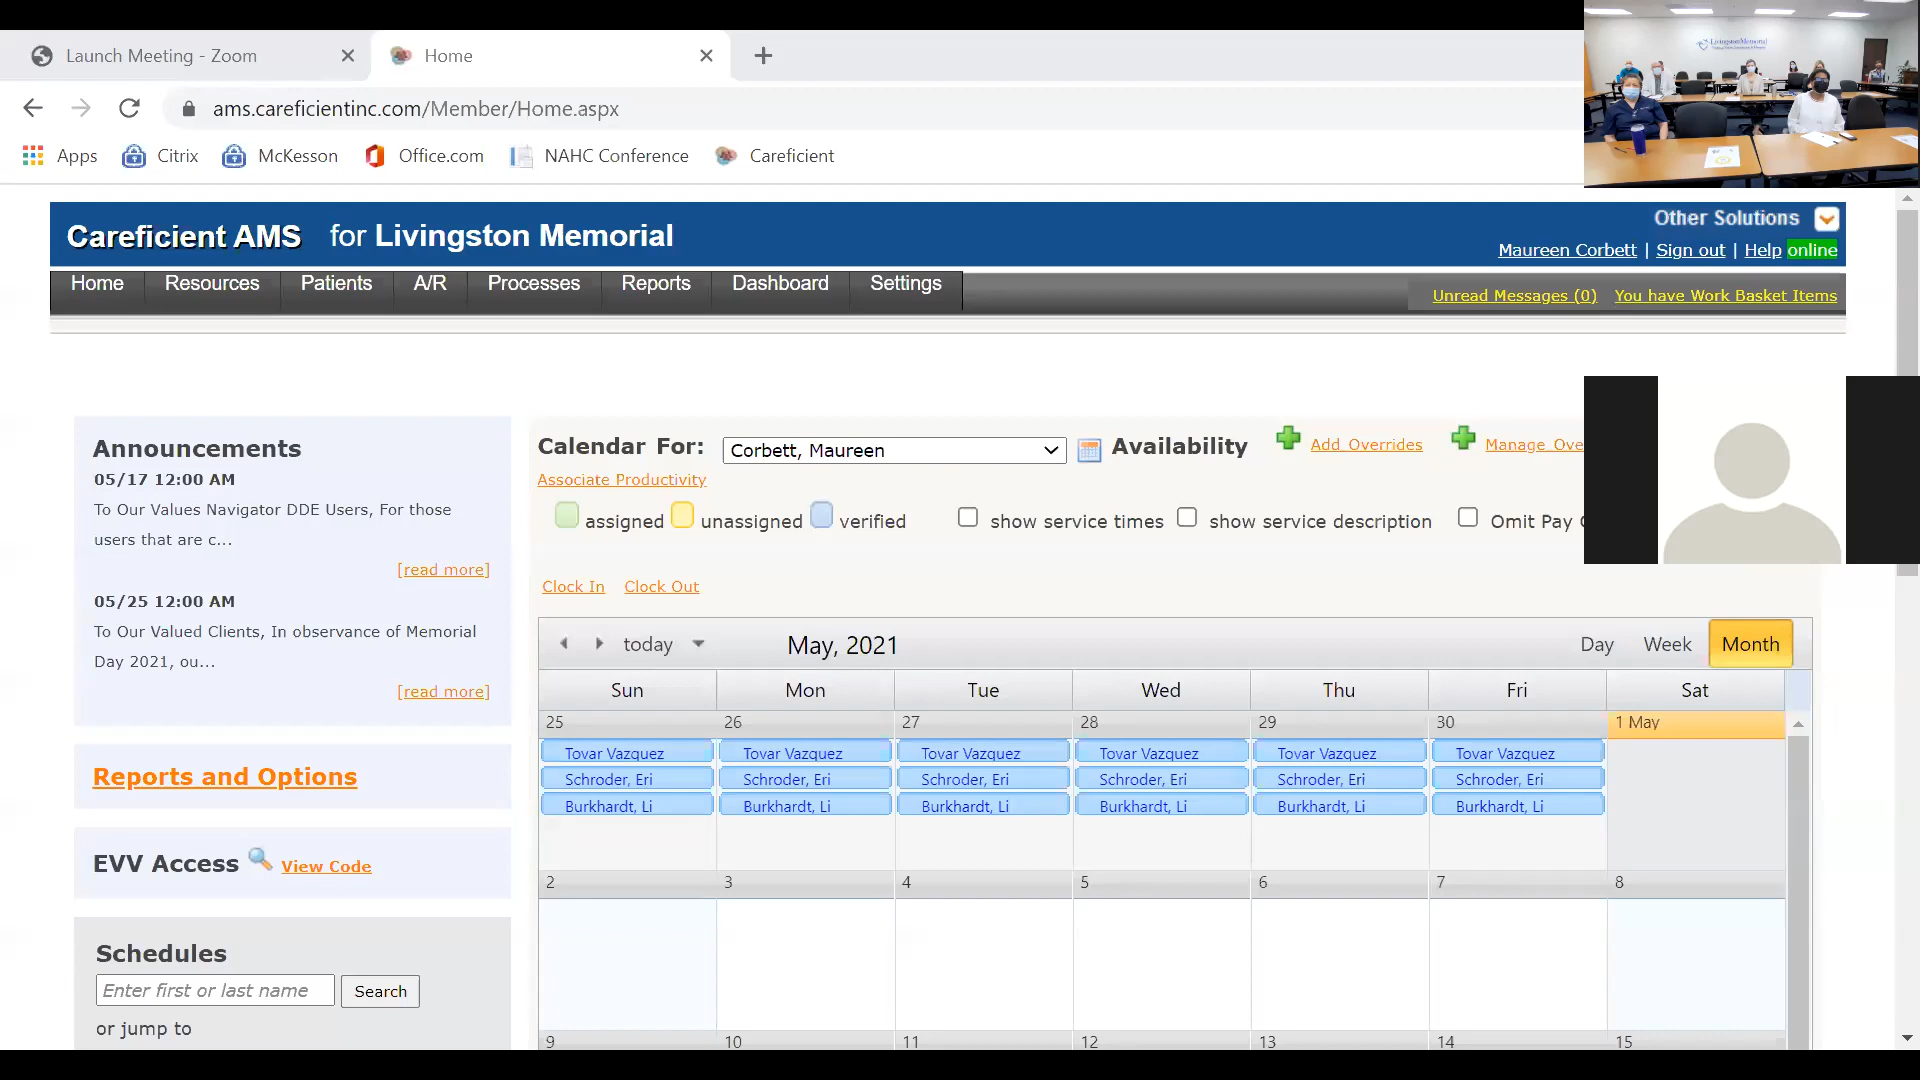 Launch Meeting - Zoom
Home
ams.careficientinc.com/Member/Home.aspx
Apps Citrix McKesson Office.com NAHC Conference Careficient
LivingstonMemorial
Careficient AMS for Livingston Memorial
Other Solutions
Maureen Corbett | Sign out | Help online
Home Resources Patients A/R Processes Reports Dashboard Settings
Unread Messages (0) You have Work Basket Items
Announcements
05/17 12:00 AM
To Our Values Navigator DDE Users, For those
users that are c...
[read more]
05/25 12:00 AM
To Our Valued Clients, In observance of Memorial
Day 2021, ou...
[read more]
Reports and Options
EVV Access View Code
Schedules
Enter first or last name Search
or jump to
Calendar For: Corbett, Maureen Availability Add Overrides Manage Ove
Associate Productivity
assigned unassigned verified show service times show service description Omit Pay
Clock In Clock Out
today May, 2021 Day Week Month
Sun Mon Tue Wed Thu Fri Sat
25 26 27 28 29 30 1 May
Tovar Vazquez Tovar Vazquez Tovar Vazquez Tovar Vazquez Tovar Vazquez Tovar Vazquez
Schroder, Eri Schroder, Eri Schroder, Eri Schroder, Eri Schroder, Eri Schroder, Eri
Burkhardt, Li Burkhardt, Li Burkhardt, Li Burkhardt, Li Burkhardt, Li Burkhardt, Li
2 3 4 5 6 7 8
9 10 11 12 13 14 15